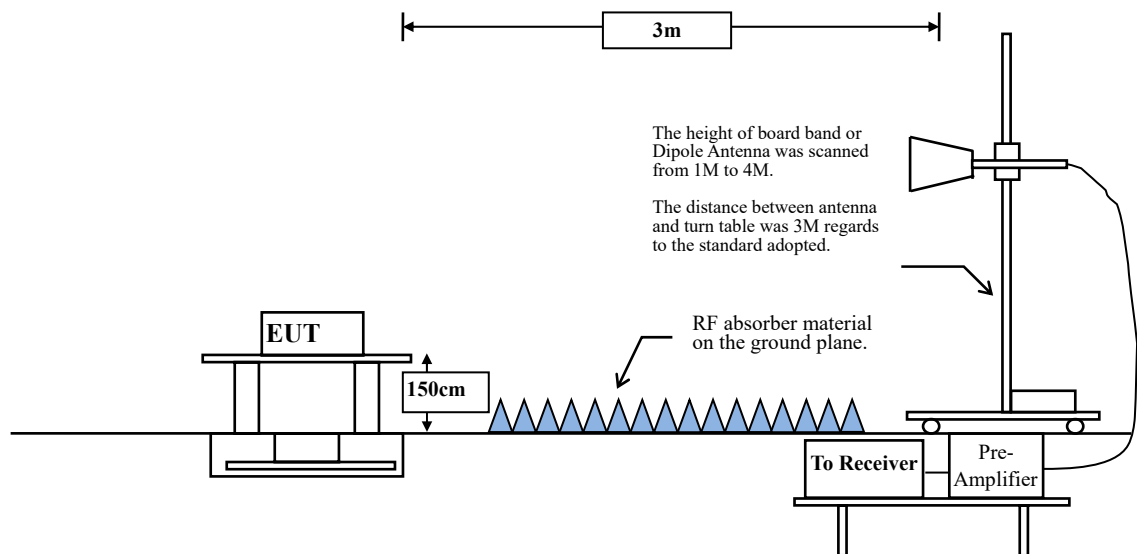 3m
The height of board band or
Dipole Antenna was scanned
from 1M to 4M.
The distance between antenna
and turn table was 3M regards
to the standard adopted.
EUT
RF absorber material
on the ground plane.
150cm
To Receiver
Pre-
Amplifier